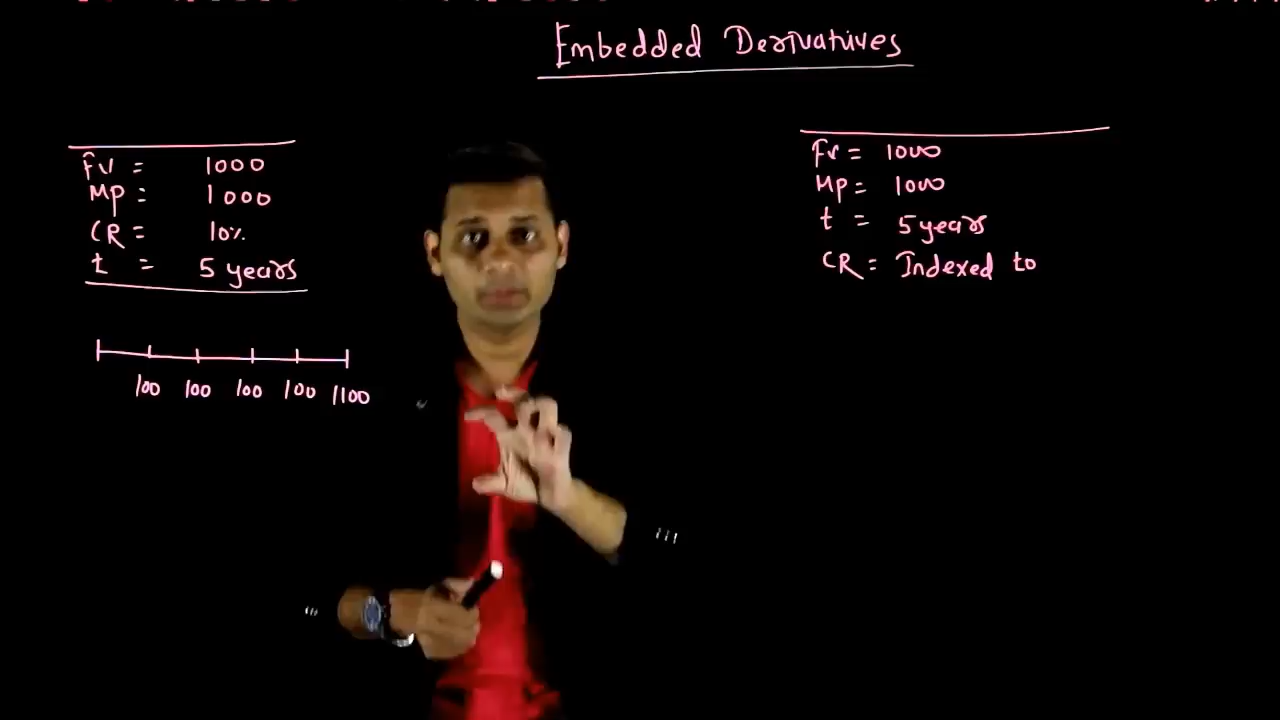 Embedded Derivatives
FV = 1000
MP = 1000
CR = 10%
t = 5 years
100 100 100 100 1100
FV = 1000
MP = 1000
t = 5 years
CR = Indexed to